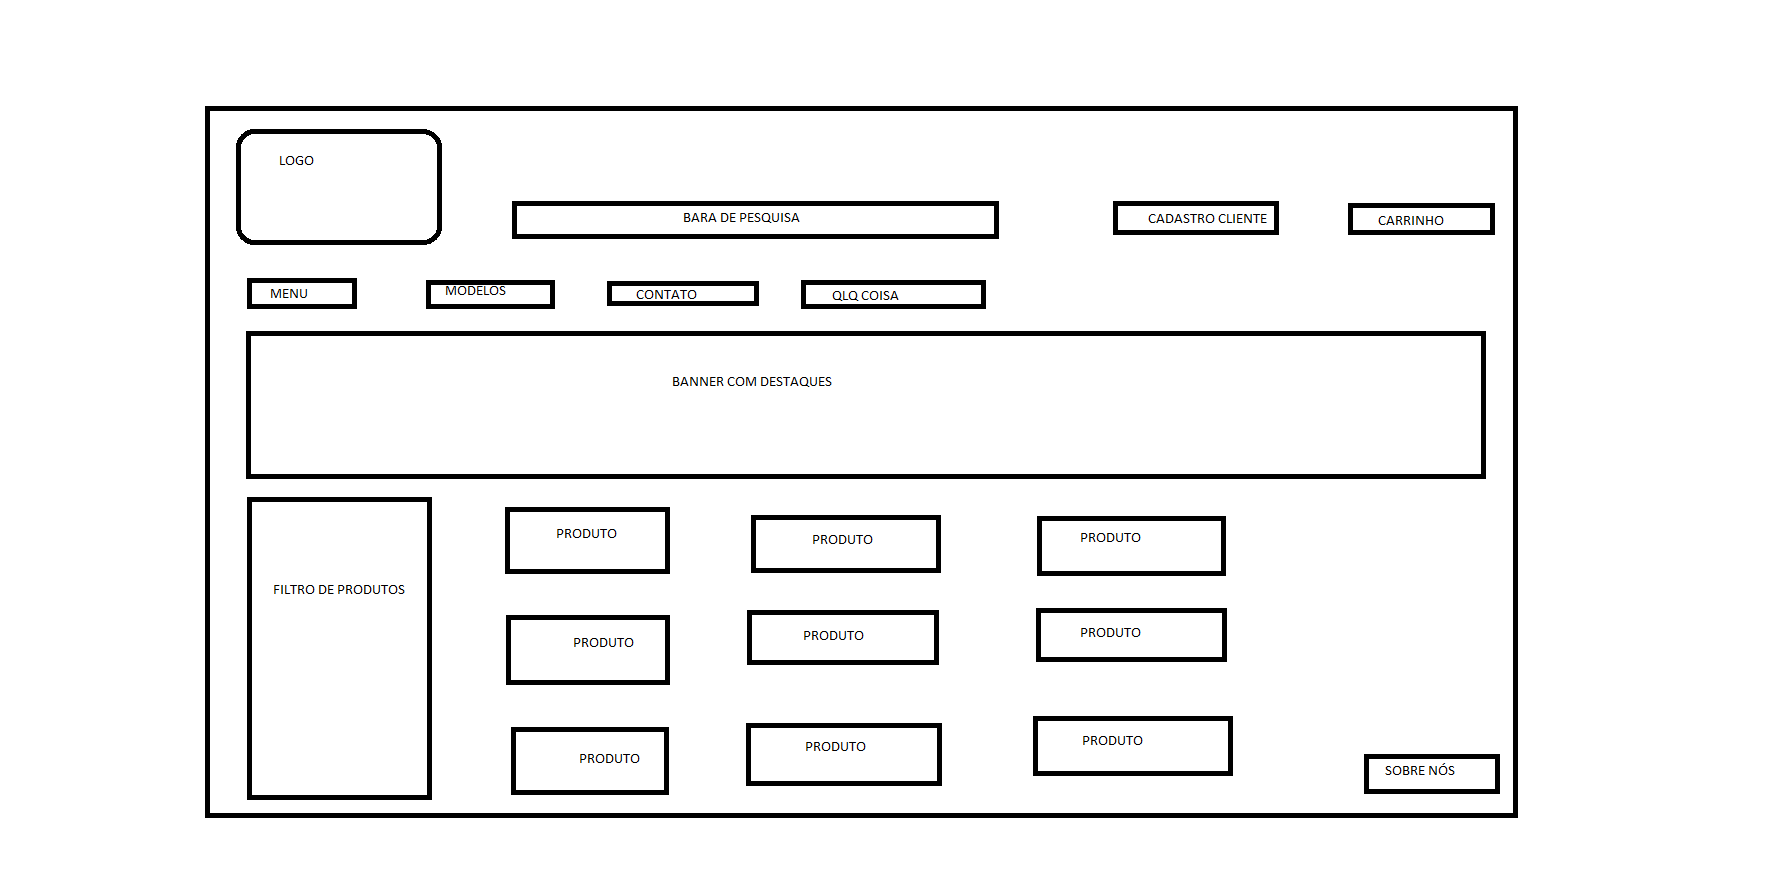 LOGO
BARA DE PESQUISA
CADASTRO CLIENTE
CARRINHO
MENU
MODELOS
CONTATO
QLQ COISA
BANNER COM DESTAQUES
FILTRO DE PRODUTOS
PRODUTO
PRODUTO
PRODUTO
PRODUTO
PRODUTO
PRODUTO
PRODUTO
PRODUTO
PRODUTO
SOBRE NÓS